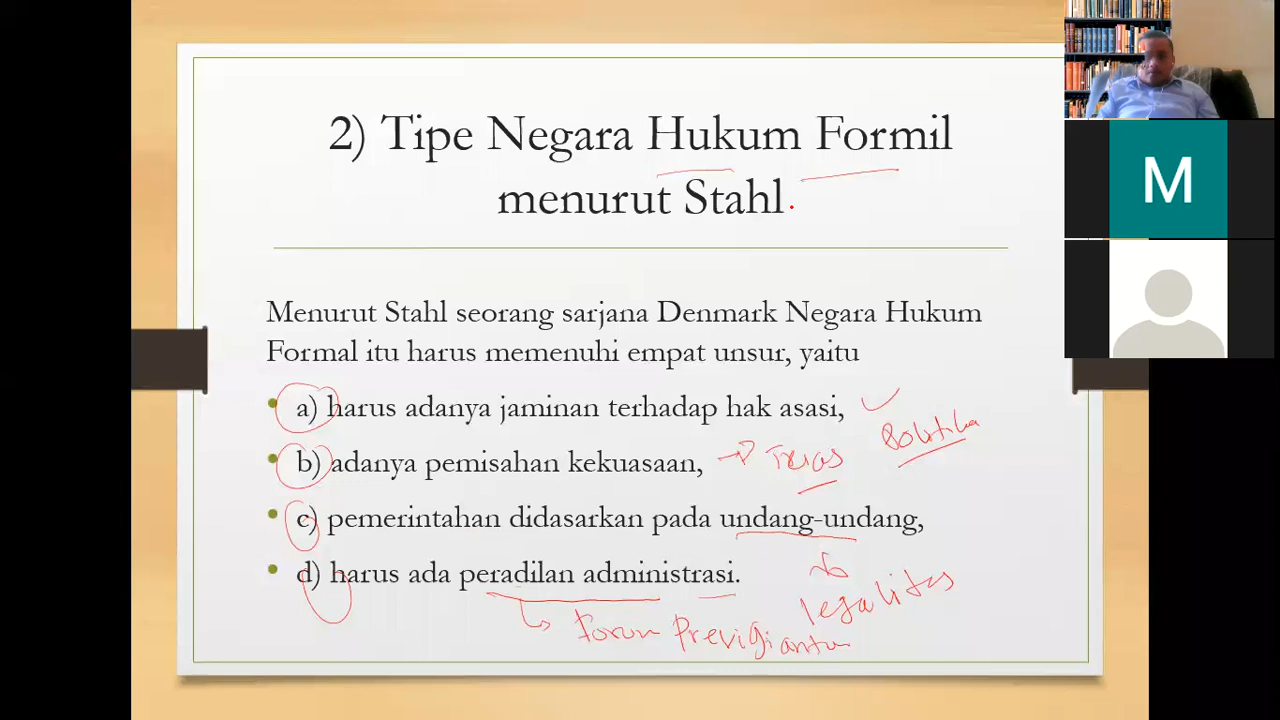 2) Tipe Negara Hukum Formil
menurut Stahl
Menurut Stahl seorang sarjana Denmark Negara Hukum
Formal itu harus memenuhi empat unsur, yaitu
• a) harus adanya jaminan terhadap hak asasi,
• b) adanya pemisahan kekuasaan, → Trias Politika
• c) pemerintahan didasarkan pada undang-undang,
• d) harus ada peradilan administrasi.
legalitas
Forum
M